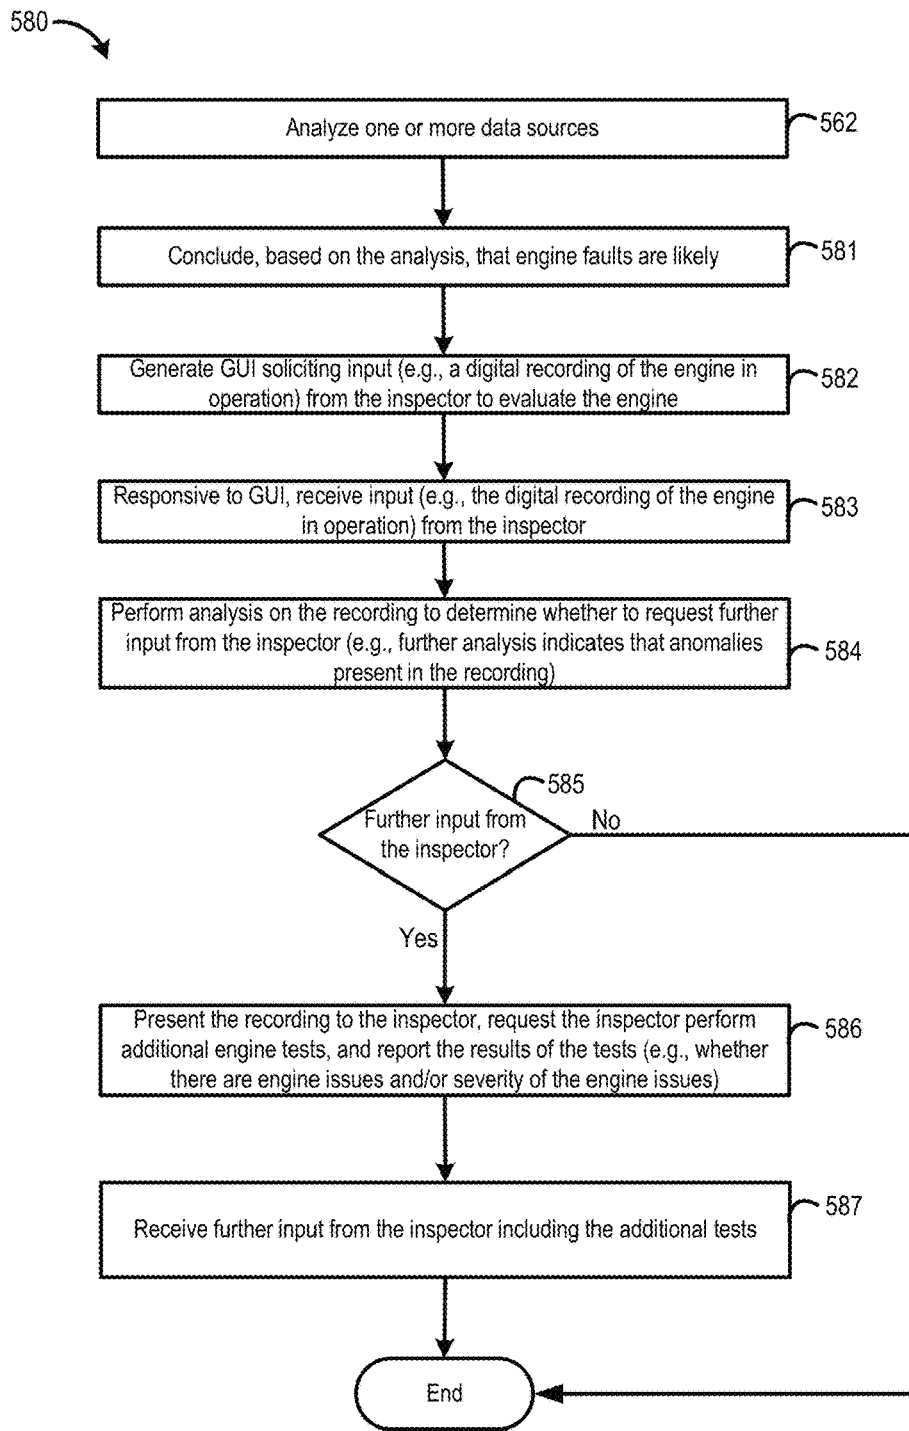 580
Analyze one or more data sources
562
Conclude, based on the analysis, that engine faults are likely
581
Generate GUI soliciting input (e.g., a digital recording of the engine in
operation) from the inspector to evaluate the engine
582
Responsive to GUI, receive input (e.g., the digital recording of the engine
in operation) from the inspector
583
Perform analysis on the recording to determine whether to request further
input from the inspector (e.g., further analysis indicates that anomalies
present in the recording)
584
585
Further input from
the inspector?
No
Yes
Present the recording to the inspector, request the inspector perform
additional engine tests, and report the results of the tests (e.g., whether
there are engine issues and/or severity of the engine issues)
586
Receive further input from the inspector including the additional tests
587
End